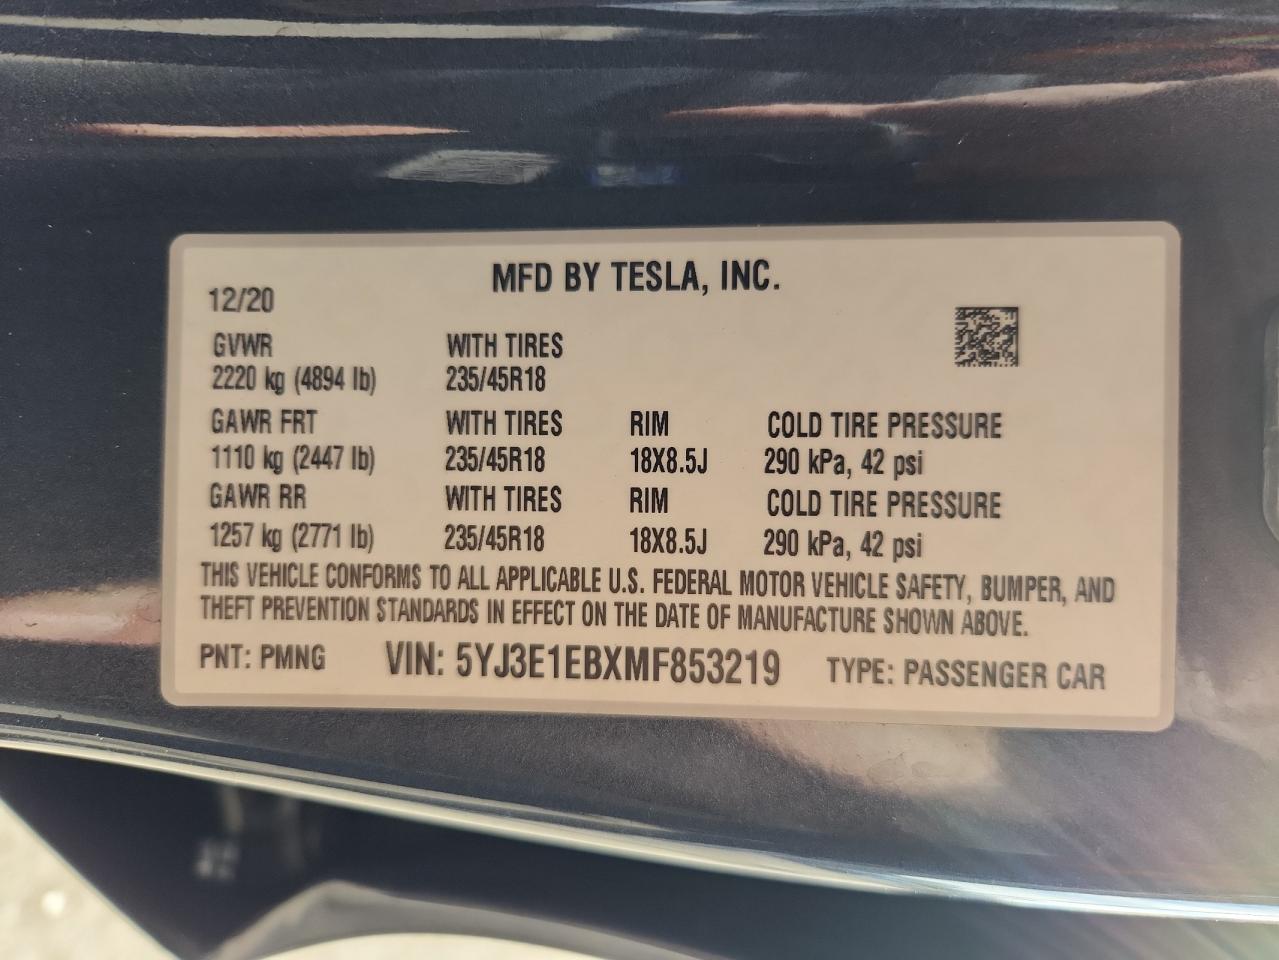 MFD BY TESLA, INC.
12/20
GVWR WITH TIRES
2220 kg (4894 lb) 235/45R18
GAWR FRT WITH TIRES RIM COLD TIRE PRESSURE
1110 kg (2447 lb) 235/45R18 18X8.5J 290 kPa, 42 psi
GAWR RR WITH TIRES RIM COLD TIRE PRESSURE
1257 kg (2771 lb) 235/45R18 18X8.5J 290 kPa, 42 psi
THIS VEHICLE CONFORMS TO ALL APPLICABLE U.S. FEDERAL MOTOR VEHICLE SAFETY, BUMPER, AND
THEFT PREVENTION STANDARDS IN EFFECT ON THE DATE OF MANUFACTURE SHOWN ABOVE.
PNT: PMNG VIN: 5YJ3E1EBXMF853219 TYPE: PASSENGER CAR